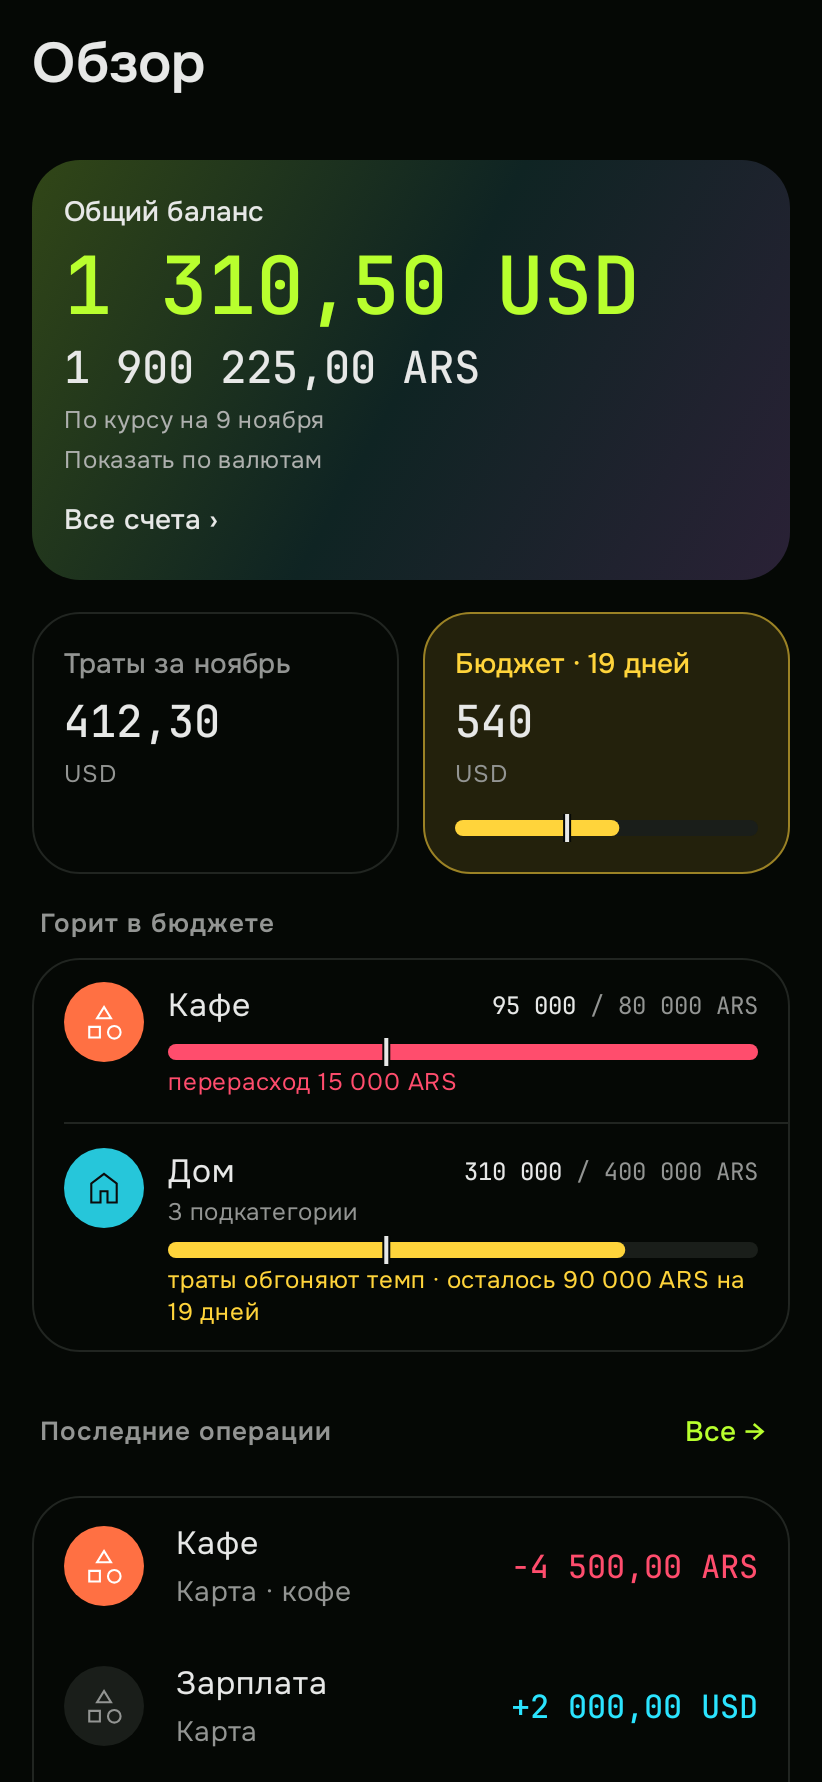 Обзор
Общий баланс
1 310,50 USD
1 900 225,00 ARS
По курсу на 9 ноября
Показать по валютам
Все счета ›
Траты за ноябрь
412,30
USD
Бюджет · 19 дней
540
USD
Горит в бюджете
Кафе 95 000 / 80 000 ARS
перерасход 15 000 ARS
Дом 310 000 / 400 000 ARS
3 подкатегории
траты обгоняют темп · осталось 90 000 ARS на
19 дней
Последние операции Все →
Кафе
Карта · кофе
-4 500,00 ARS
Зарплата
Карта
+2 000,00 USD